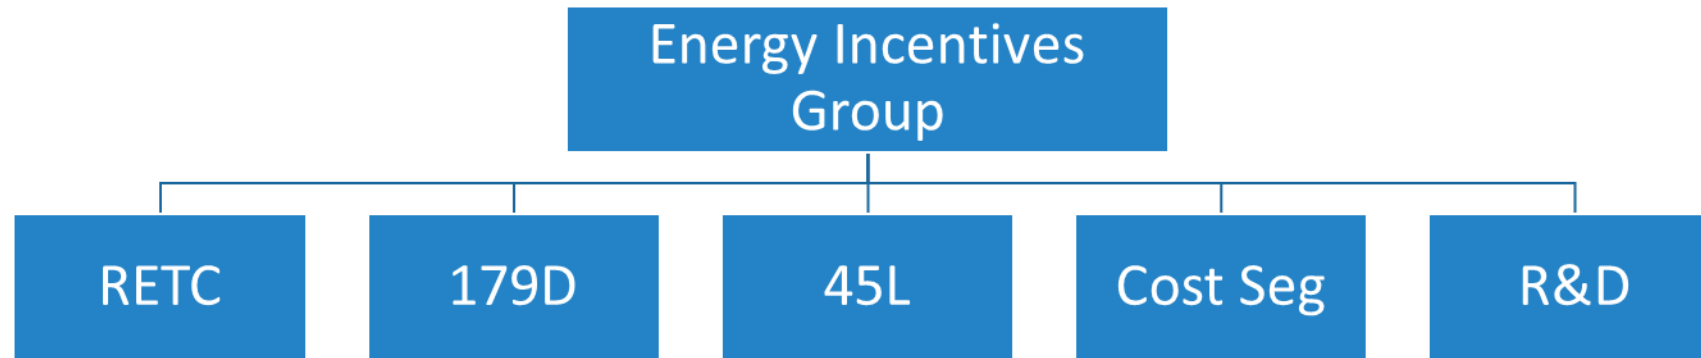 Energy Incentives
Group
RETC
179D
45L
Cost Seg
R&D